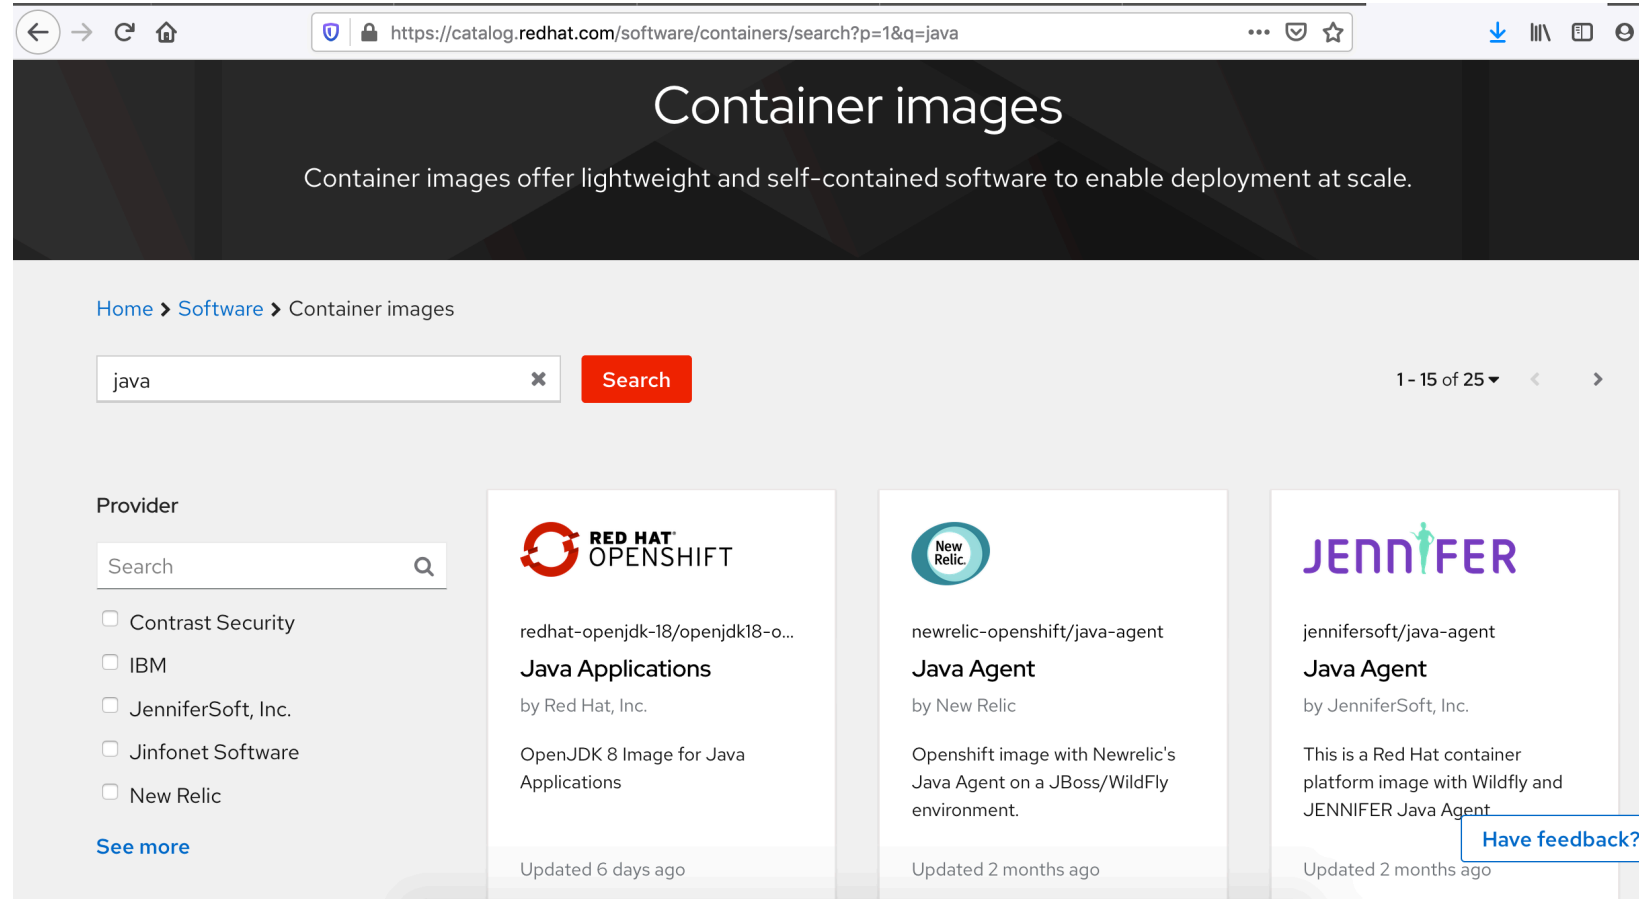 https://catalog.redhat.com/software/containers/search?p=1&q=java
Container images
Container images offer lightweight and self-contained software to enable deployment at scale.
Home > Software > Container images
java
Search
1 - 15 of 25
Provider
Search
Contrast Security
IBM
JenniferSoft, Inc.
Jinfonet Software
New Relic
See more
RED HAT
OPENSHIFT
redhat-openjdk-18/openjdk18-o...
Java Applications
by Red Hat, Inc.
OpenJDK 8 Image for Java
Applications
Updated 6 days ago
New
Relic.
newrelic-openshift/java-agent
Java Agent
by New Relic
Openshift image with Newrelic's
Java Agent on a JBoss/WildFly
environment.
Updated 2 months ago
JENNIFER
jennifersoft/java-agent
Java Agent
by JenniferSoft, Inc.
This is a Red Hat container
platform image with Wildfly and
JENNIFER Java Agent
Updated 2 months ago
Have feedback?